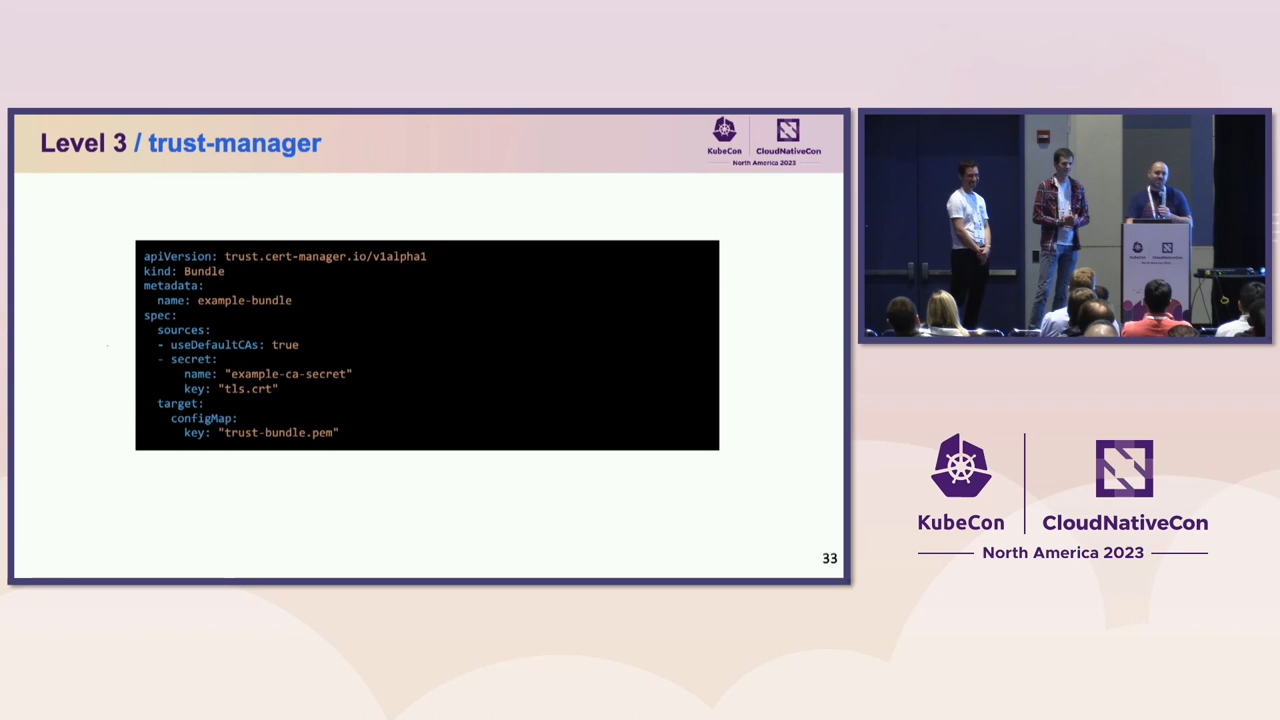 Level 3 / trust-manager
KubeCon
CloudNativeCon
North America 2023
apiVersion: trust.cert-manager.io/v1alpha1
kind: Bundle
metadata:
  name: example-bundle
spec:
  sources:
  - useDefaultCAs: true
  - secret:
      name: "example-ca-secret"
      key: "tls.crt"
  target:
    configMap:
      key: "trust-bundle.pem"
33
KubeCon
CloudNativeCon
KubeCon
CloudNativeCon
North America 2023